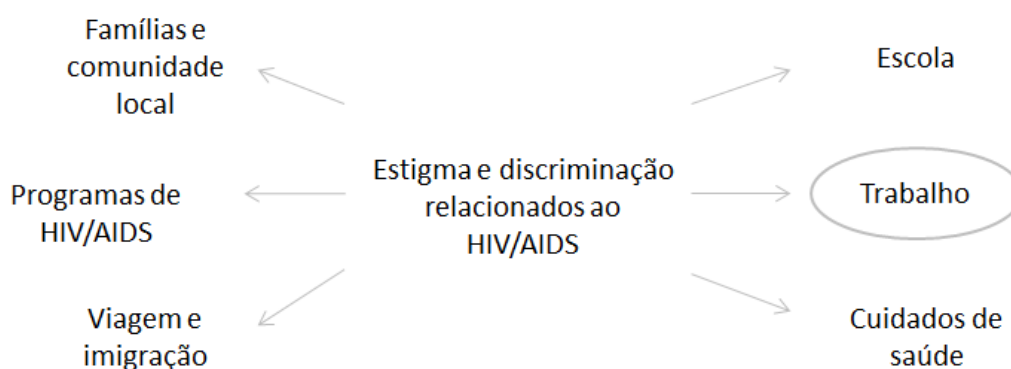 Famílias e
comunidade
local
Escola
Estigma e discriminação
relacionados ao
HIV/AIDS
Programas de
HIV/AIDS
Trabalho
Viagem e
imigração
Cuidados de
saúde